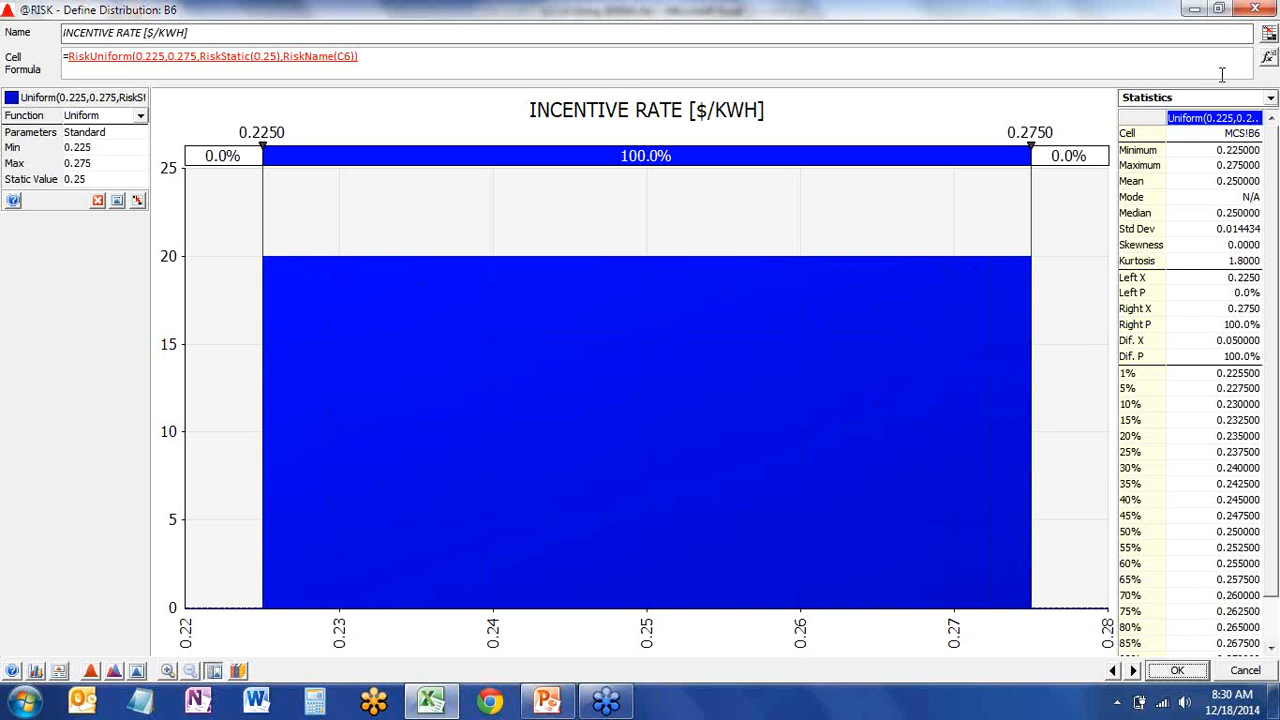 @RISK - Define Distribution: B6
Name
INCENTIVE RATE [$/KWH]
Cell
Formula
=RiskUniform(0.225,0.275,RiskStatic(0.25),RiskName(C6))
Uniform(0.225,0.275,RiskSt
Function Uniform
Parameters Standard
Min 0.225
Max 0.275
Static Value 0.25
INCENTIVE RATE [$/KWH]
0.2250 0.2750
0.0% 100.0% 0.0%
25
20
15
10
5
0
0.22 0.23 0.24 0.25 0.26 0.27 0.28
Statistics
Uniform(0.225,0.2..
Cell MCS!B6
Minimum 0.225000
Maximum 0.275000
Mean 0.250000
Mode N/A
Median 0.250000
Std Dev 0.014434
Skewness 0.0000
Kurtosis 1.8000
Left X 0.2250
Left P 0.0%
Right X 0.2750
Right P 100.0%
Dif. X 0.050000
Dif. P 100.0%
1% 0.225500
5% 0.227500
10% 0.230000
15% 0.232500
20% 0.235000
25% 0.237500
30% 0.240000
35% 0.242500
40% 0.245000
45% 0.247500
50% 0.250000
55% 0.252500
60% 0.255000
65% 0.257500
70% 0.260000
75% 0.262500
80% 0.265000
85% 0.267500
OK Cancel
8:30 AM
12/18/2014